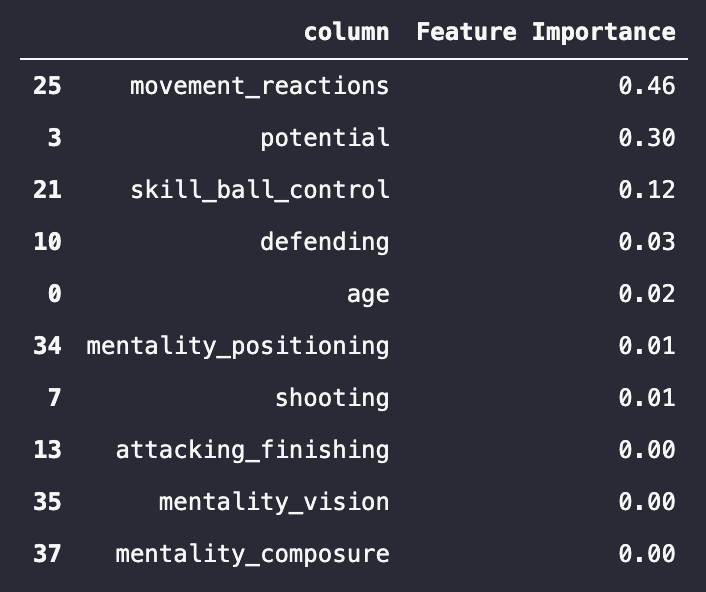 column Feature Importance
25 movement_reactions 0.46
3 potential 0.30
21 skill_ball_control 0.12
10 defending 0.03
0 age 0.02
34 mentality_positioning 0.01
7 shooting 0.01
13 attacking_finishing 0.00
35 mentality_vision 0.00
37 mentality_composure 0.00